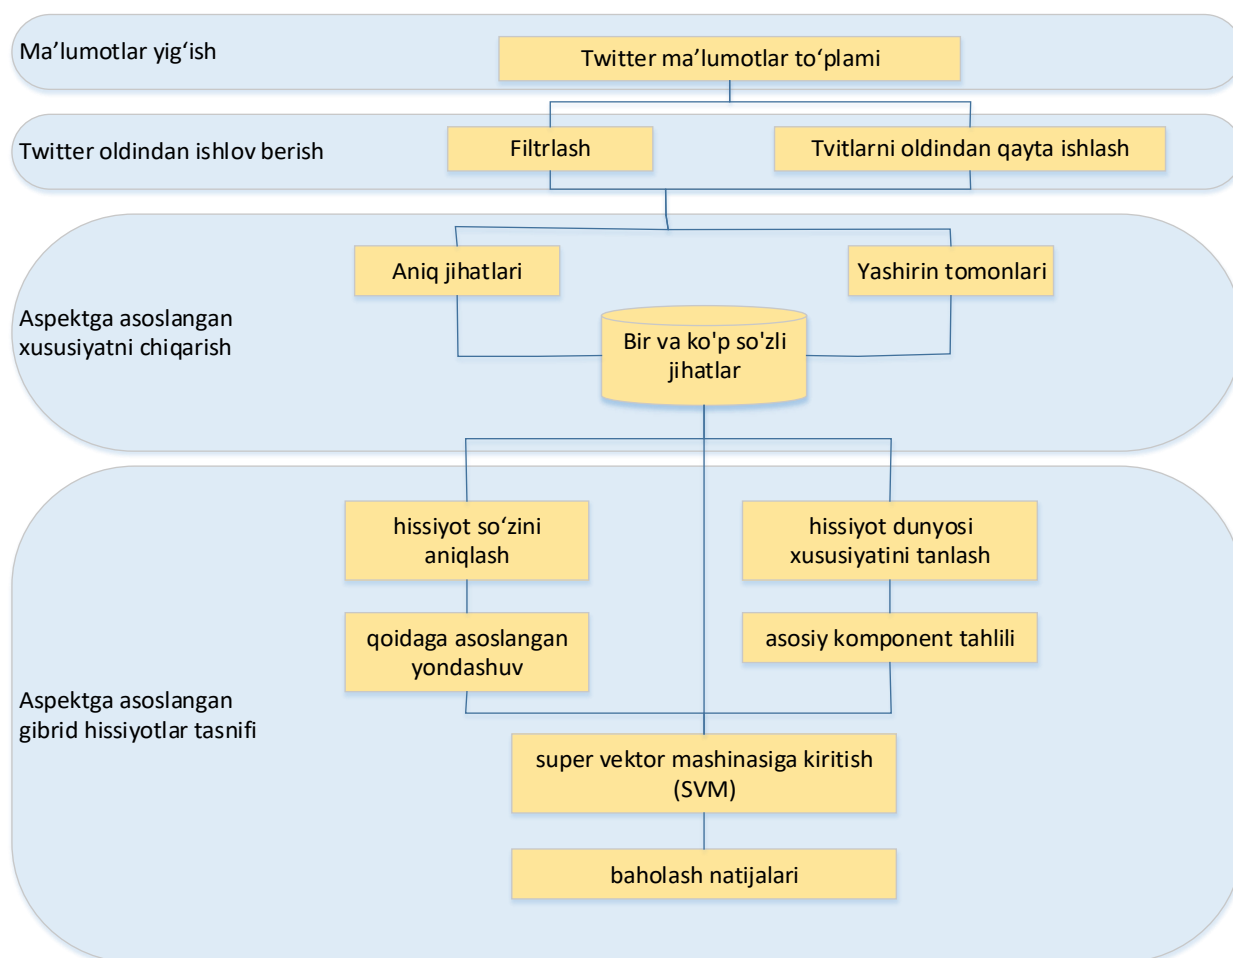 Ma’lumotlar yig‘ish
Twitter ma’lumotlar to‘plami
Twitter oldindan ishlov berish
Filtrlash
Tvitlarni oldindan qayta ishlash
Aspektga asoslangan
xususiyatni chiqarish
Aniq jihatlari
Yashirin tomonlari
Bir va ko'p so'zli
jihatlar
Aspektga asoslangan
gibrid hissiyotlar tasnifi
hissiyot so‘zini
aniqlash
hissiyot dunyosi
xususiyatini tanlash
qoidaga asoslangan
yondashuv
asosiy komponent tahlili
super vektor mashinasiga kiritish
(SVM)
baholash natijalari